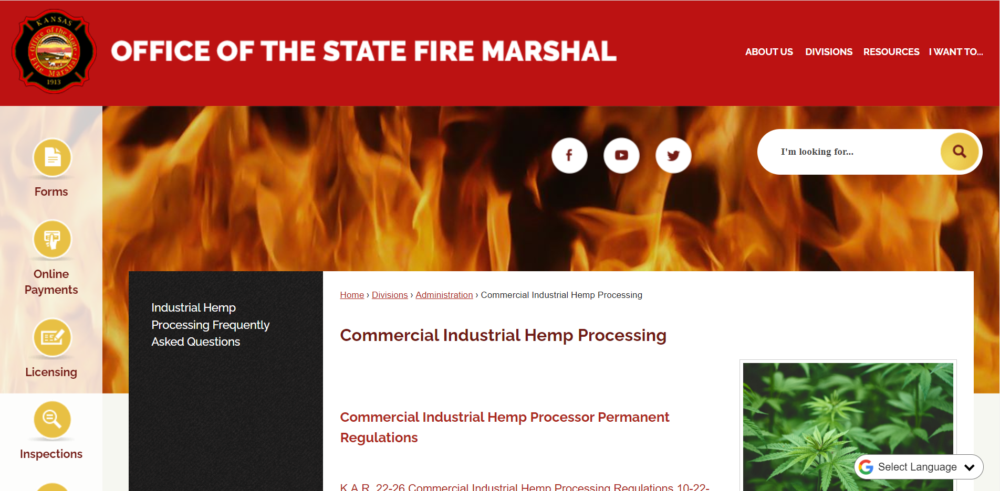 KANSAS
Office of the State
Fire Marshal
1913
OFFICE OF THE STATE FIRE MARSHAL
ABOUT US
DIVISIONS
RESOURCES
I WANT TO...
I'm looking for...
Forms
Online
Payments
Licensing
Inspections
Industrial Hemp
Processing Frequently
Asked Questions
Home › Divisions › Administration › Commercial Industrial Hemp Processing
Commercial Industrial Hemp Processing
Commercial Industrial Hemp Processor Permanent
Regulations
K.A.R. 22-26 Commercial Industrial Hemp Processing Regulations 10-22-
Select Language